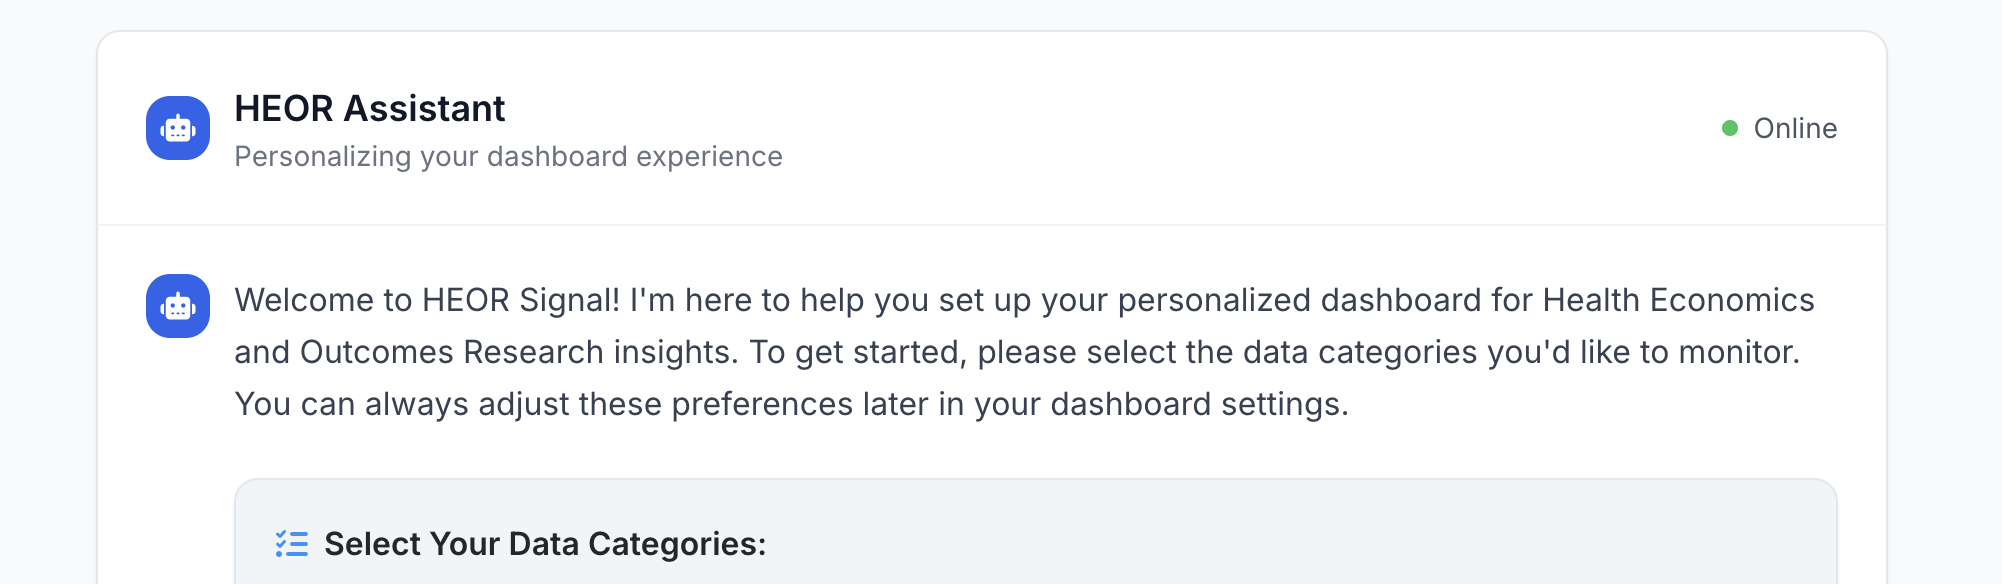 HEOR Assistant
Personalizing your dashboard experience
Online
Welcome to HEOR Signal! I'm here to help you set up your personalized dashboard for Health Economics
and Outcomes Research insights. To get started, please select the data categories you'd like to monitor.
You can always adjust these preferences later in your dashboard settings.
Select Your Data Categories: